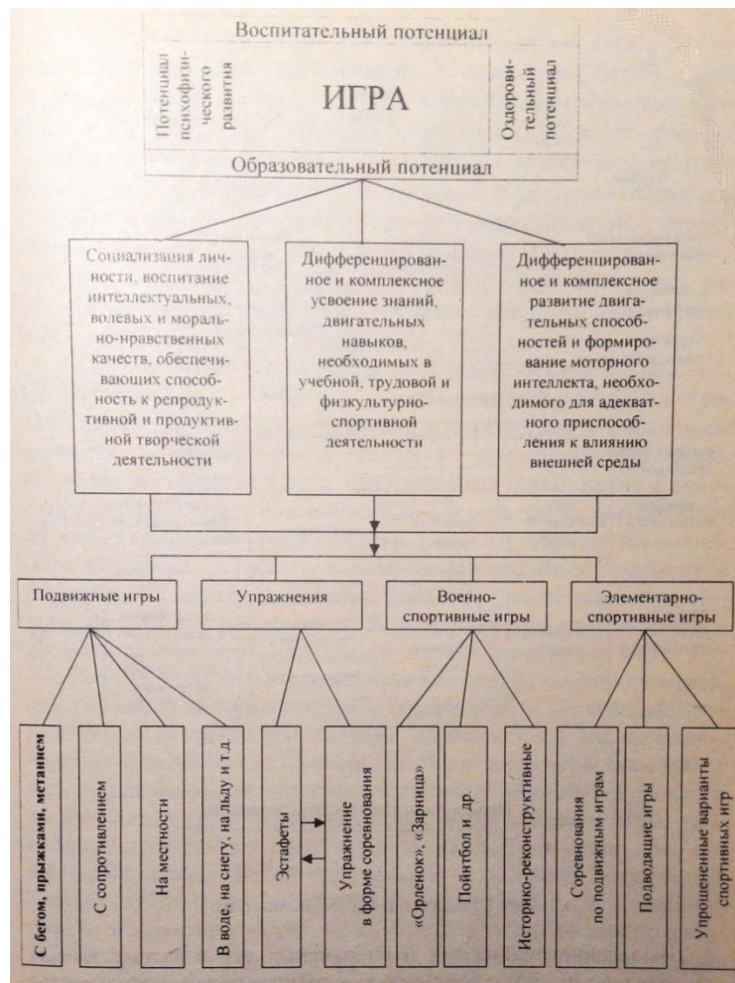 Воспитательный потенциал
Потенциал
психофизи-
ческого
развития
ИГРА
Оздорови-
тельный
потенциал
Образовательный потенциал
Социализация лич-
ности, воспитание
интеллектуальных,
волевых и мораль-
но-нравственных
качеств, обеспечи-
вающих способ-
ность к репродук-
тивной и продуктив-
ной творческой
деятельности
Дифференцирован-
ное и комплексное
усвоение знаний,
двигательных
навыков,
необходимых в
учебной, трудовой и
физкультурно-
спортивной
деятельности
Дифференцирован-
ное и комплексное
развитие двига-
тельных способ-
ностей и формиро-
вание моторного
интеллекта, необхо-
димого для адекват-
ного приспособ-
ления к влиянию
внешней среды
Подвижные игры
Упражнения
Военно-
спортивные игры
Элементарно-
спортивные игры
С бегом, прыжками, метанием
С сопротивлением
На местности
В воде, на снегу, на льду и т.д.
Эстафеты
Упражнение
в форме соревнования
«Орленок», «Зарница»
Пойнтбол и др.
Историко-реконструктивные
Соревнования
по подвижным играм
Подводящие игры
Упрошененные варианты
спортивных игр